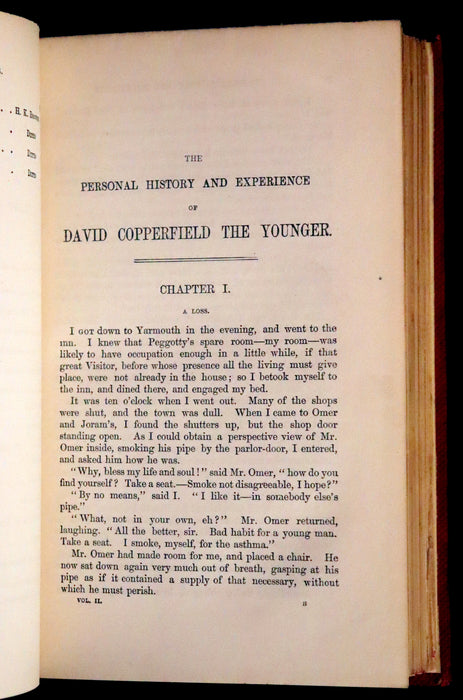 S.
H. K. Browne
Ditto
Ditto
Ditto
THE
PERSONAL HISTORY AND EXPERIENCE
OF
DAVID COPPERFIELD THE YOUNGER.
CHAPTER I.
A LOSS.
I GOT down to Yarmouth in the evening, and went to the
inn. I knew that Peggotty's spare room—my room—was
likely to have occupation enough in a little while, if that
great Visitor, before whose presence all the living must give
place, were not already in the house; so I betook myself to
the inn, and dined there, and engaged my bed.
It was ten o'clock when I went out. Many of the shops
were shut, and the town was dull. When I came to Omer
and Joram's, I found the shutters up, but the shop door
standing open. As I could obtain a perspective view of Mr.
Omer inside, smoking his pipe by the parlor-door, I entered,
and asked him how he was.
"Why, bless my life and soul!" said Mr. Omer, "how do you
find yourself? Take a seat.—Smoke not disagreeable, I hope?"
"By no means," said I. "I like it—in somebody else's
pipe."
"What, not in your own, eh?" Mr. Omer returned,
laughing. "All the better, sir. Bad habit for a young man.
Take a seat. I smoke, myself, for the asthma."
Mr. Omer had made room for me, and placed a chair. He
now sat down again very much out of breath, gasping at his
pipe as if it contained a supply of that necessary, without
which he must perish.
VOL. II. B